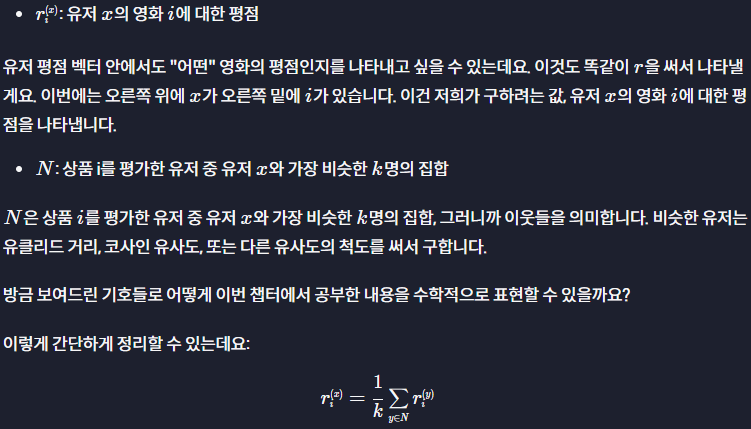 • r_i^{(x)}: 유저 x의 영화 i에 대한 평점
유저 평점 벡터 안에서도 "어떤" 영화의 평점인지를 나타내고 싶을 수 있는데요. 이것도 똑같이 r을 써서 나타낼
게요. 이번에는 오른쪽 위에 x가 오른쪽 밑에 i가 있습니다. 이건 저희가 구하려는 값, 유저 x의 영화 i에 대한 평
점을 나타냅니다.
• N: 상품 i를 평가한 유저 중 유저 x와 가장 비슷한 k명의 집합
N은 상품 i를 평가한 유저 중 유저 x와 가장 비슷한 k명의 집합, 그러니까 이웃들을 의미합니다. 비슷한 유저는
유클리드 거리, 코사인 유사도, 또는 다른 유사도의 척도를 써서 구합니다.
방금 보여드린 기호들로 어떻게 이번 챕터에서 공부한 내용을 수학적으로 표현할 수 있을까요?
이렇게 간단하게 정리할 수 있는데요:
r_i^{(x)} = \frac{1}{k} \sum_{y∈N} r_i^{(y)}